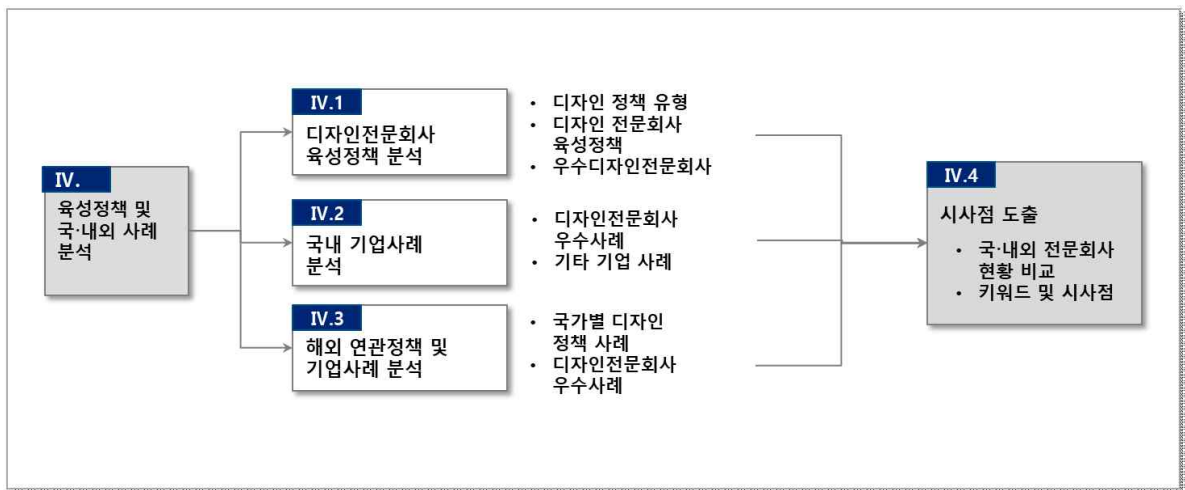 IV.
육성정책 및
국·내외 사례
분석
IV.1
디자인전문회사
육성정책 분석
• 디자인 정책 유형
• 디자인 전문회사
육성정책
• 우수디자인전문회사
IV.2
국내 기업사례
분석
• 디자인전문회사
우수사례
• 기타 기업 사례
IV.3
해외 연관정책 및
기업사례 분석
• 국가별 디자인
정책 사례
• 디자인전문회사
우수사례
IV.4
시사점 도출
• 국·내외 전문회사
현황 비교
• 키워드 및 시사점